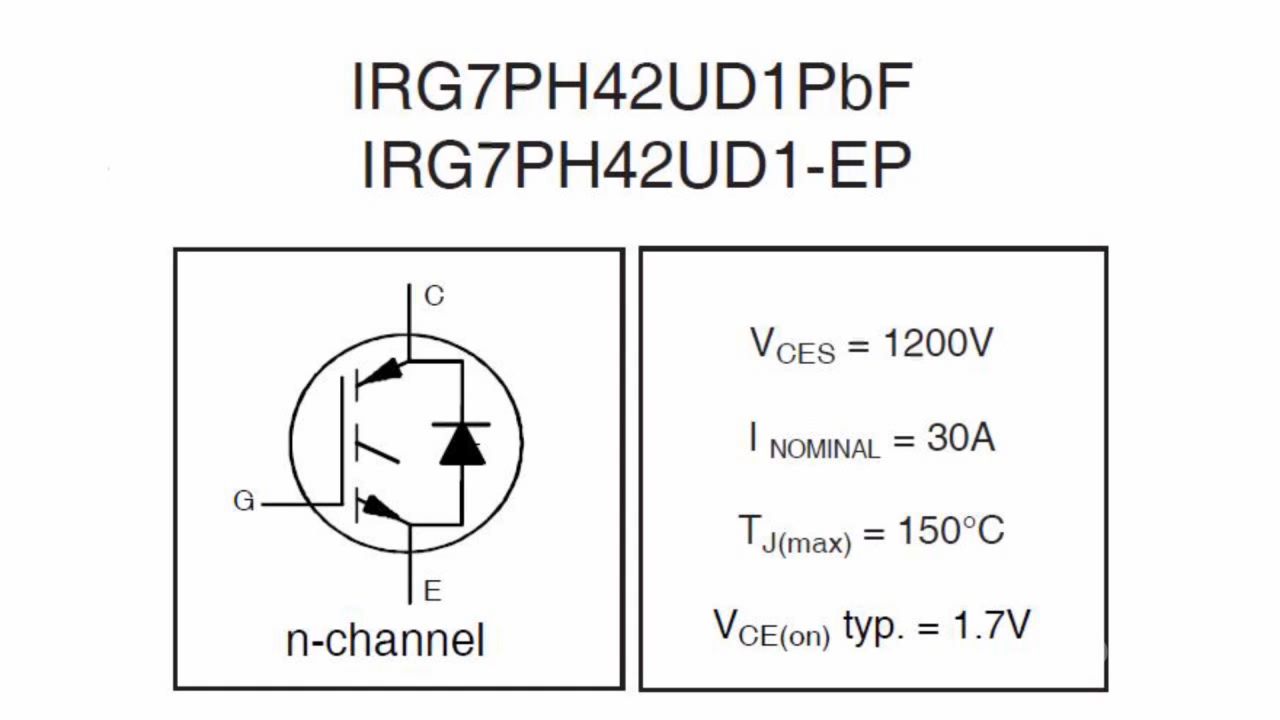 IRG7PH42UD1PbF
IRG7PH42UD1-EP
C
G
E
n-channel
VCES = 1200V
I NOMINAL = 30A
TJ(max) = 150°C
VCE(on) typ. = 1.7V